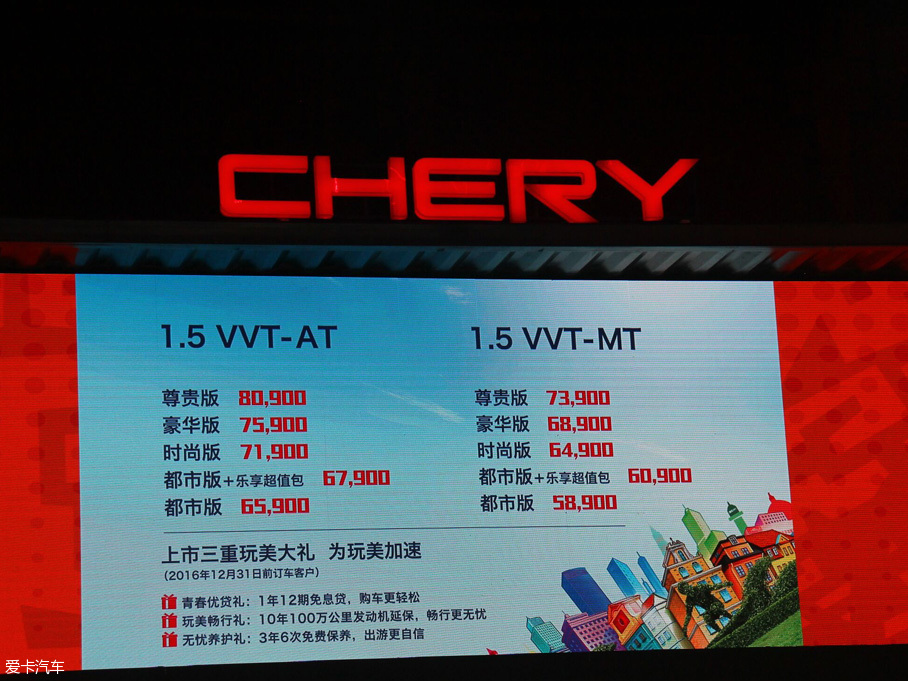 CHERY
1.5 VVT-AT
尊贵版 80,900
豪华版 75,900
时尚版 71,900
都市版+乐享超值包 67,900
都市版 65,900
1.5 VVT-MT
尊贵版 73,900
豪华版 68,900
时尚版 64,900
都市版+乐享超值包 60,900
都市版 58,900
上市三重玩美大礼 为玩美加速
(2016年12月31日前订车客户)
青春优贷礼: 1年12期免息贷, 购车更轻松
玩美畅行礼: 10年100万公里发动机延保, 畅行更无忧
无忧养护礼: 3年6次免费保养, 出游更自信
爱卡汽车